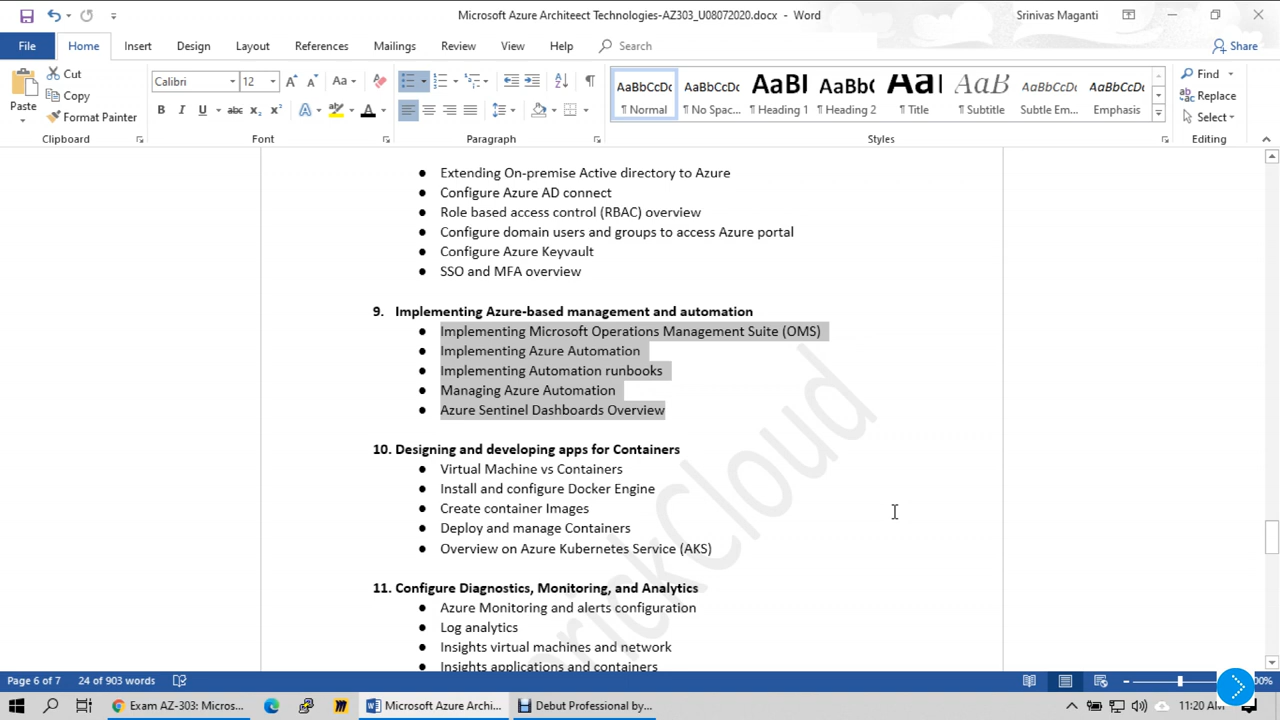 Microsoft Azure Architeect Technologies-AZ303_U08072020.docx - Word
Srinivas Maganti
File Home Insert Design Layout References Mailings Review View Help Search Share
Paste
Cut
Copy
Format Painter
Calibri 12
AaBbCcDc AaBbCcDc AaBI AaBbC AaI AaB AaBbCcDc AaBbCcDc
¶ Normal ¶ No Spac... ¶ Heading 1 ¶ Heading 2 ¶ Title ¶ Subtitle Subtle Em... Emphasis
Find
Replace
Select
Clipboard Font Paragraph Styles Editing
● Extending On-premise Active directory to Azure
● Configure Azure AD connect
● Role based access control (RBAC) overview
● Configure domain users and groups to access Azure portal
● Configure Azure Keyvault
● SSO and MFA overview
9. Implementing Azure-based management and automation
● Implementing Microsoft Operations Management Suite (OMS)
● Implementing Azure Automation
● Implementing Automation runbooks
● Managing Azure Automation
● Azure Sentinel Dashboards Overview
10. Designing and developing apps for Containers
● Virtual Machine vs Containers
● Install and configure Docker Engine
● Create container Images
● Deploy and manage Containers
● Overview on Azure Kubernetes Service (AKS)
11. Configure Diagnostics, Monitoring, and Analytics
● Azure Monitoring and alerts configuration
● Log analytics
● Insights virtual machines and network
● Insights applications and containers
rickCloud
Page 6 of 7 24 of 903 words
Exam AZ-303: Micros... Microsoft Azure Archi... Debut Professional by... 11:20 AM